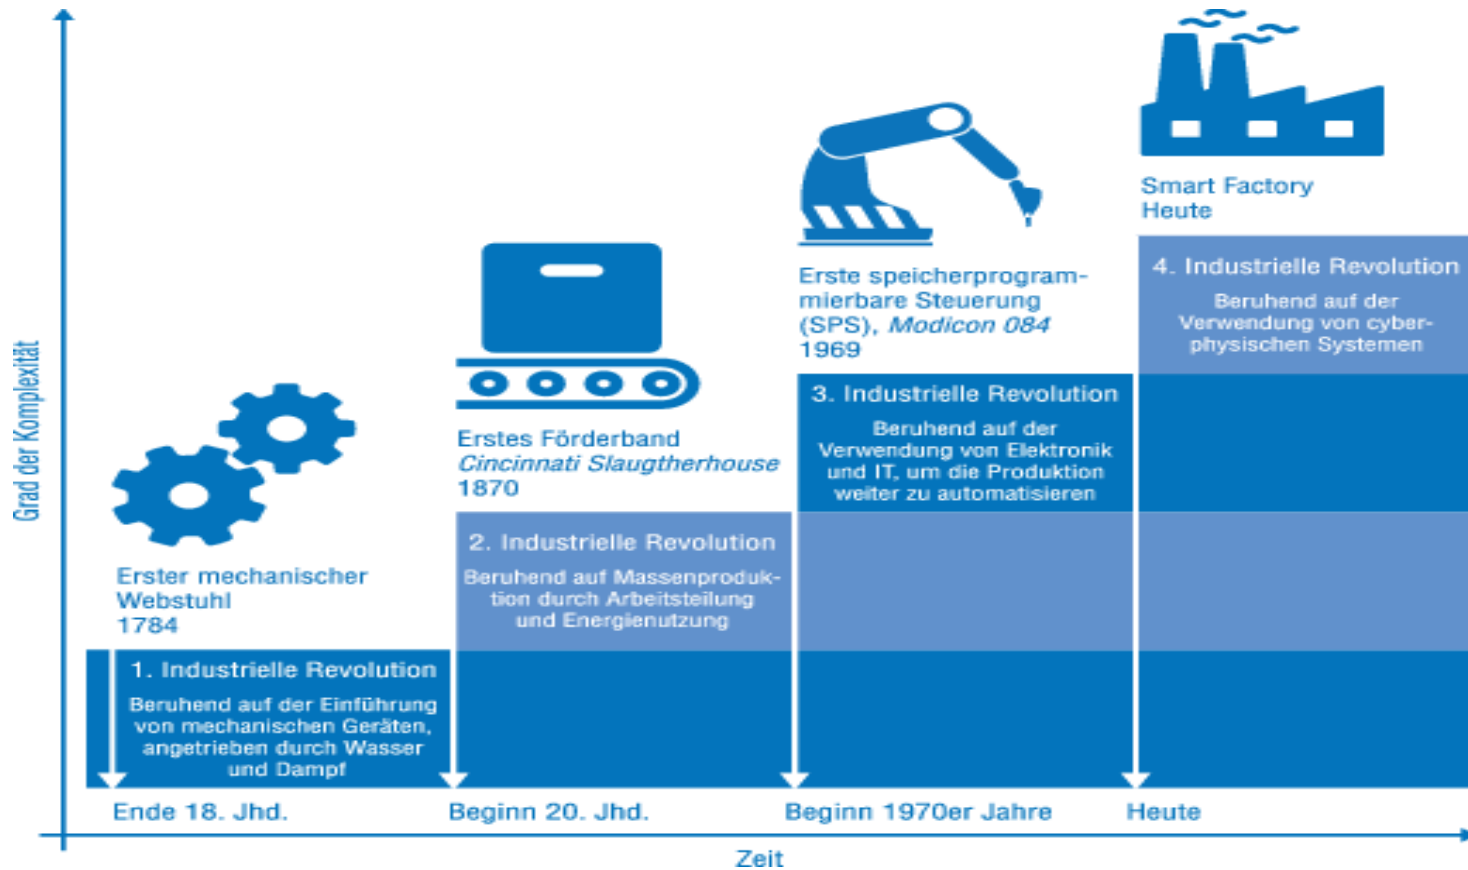 Grad der Komplexität
Erster mechanischer
Webstuhl
1784
1. Industrielle Revolution
Beruhend auf der Einführung
von mechanischen Geräten,
angetrieben durch Wasser
und Dampf
Ende 18. Jhd.
Erstes Förderband
Cincinnati Slaugtherhouse
1870
2. Industrielle Revolution
Beruhend auf Massenproduk-
tion durch Arbeitsteilung
und Energienutzung
Beginn 20. Jhd.
Erste speicherprogram-
mierbare Steuerung
(SPS), Modicon 084
1969
3. Industrielle Revolution
Beruhend auf der
Verwendung von Elektronik
und IT, um die Produktion
weiter zu automatisieren
Beginn 1970er Jahre
Smart Factory
Heute
4. Industrielle Revolution
Beruhend auf der
Verwendung von cyber-
physischen Systemen
Heute
Zeit